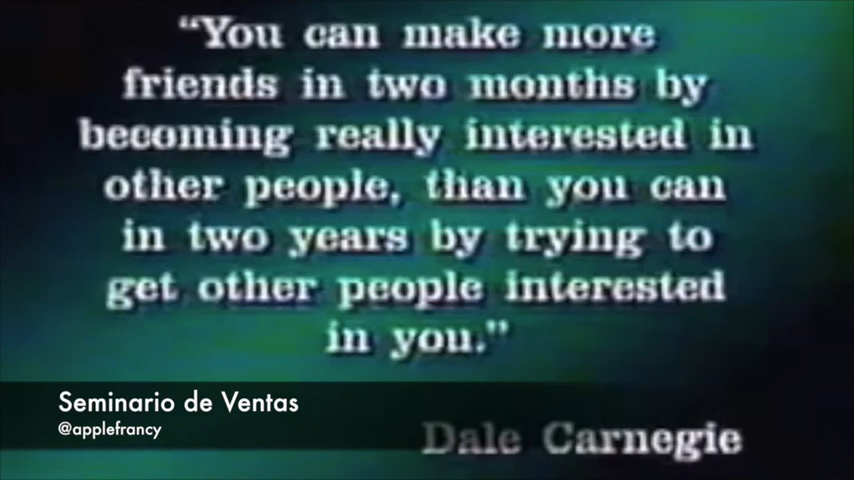 “You can make more
friends in two months by
becoming really interested in
other people, than you can
in two years by trying to
get other people interested
in you.”
Seminario de Ventas
@applefrancy
Dale Carnegie